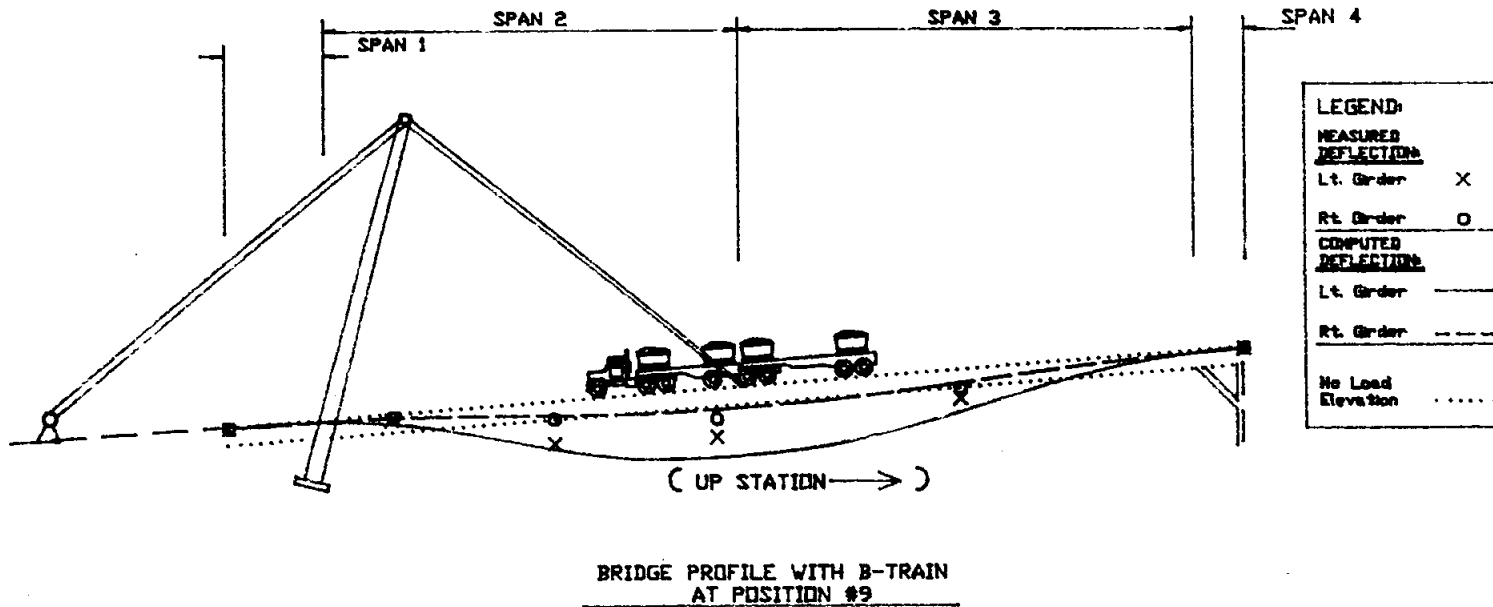 SPAN 2
SPAN 3
SPAN 4
SPAN 1
LEGEND:
MEASURED
DEFLECTION:
Lt. Girder X
Rt. Girder O
COMPUTED
DEFLECTION:
Lt. Girder
Rt. Girder
No Load
Elevation
( UP STATION )
BRIDGE PROFILE WITH B-TRAIN
AT POSITION #9